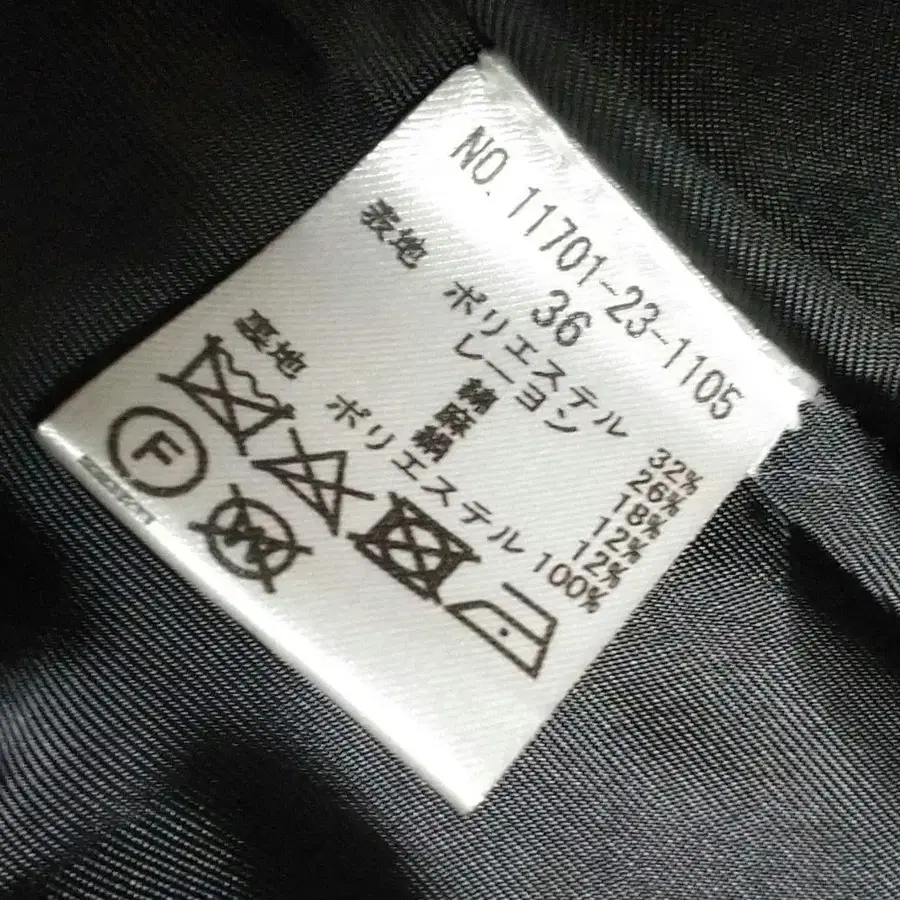 NO. 11701-23-1105
36
表地
ポリエステル 32%
レーヨン 26%
綿 18%
麻 12%
絹 12%
裏地
ポリエステル 100%
F
W